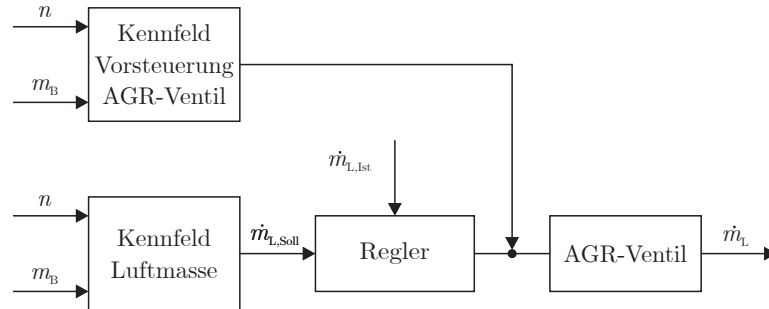 n
m_B
Kennfeld
Vorsteuerung
AGR-Ventil
ṁ_L,Ist
n
m_B
Kennfeld
Luftmasse
ṁ_L,Soll
Regler
AGR-Ventil
ṁ_L